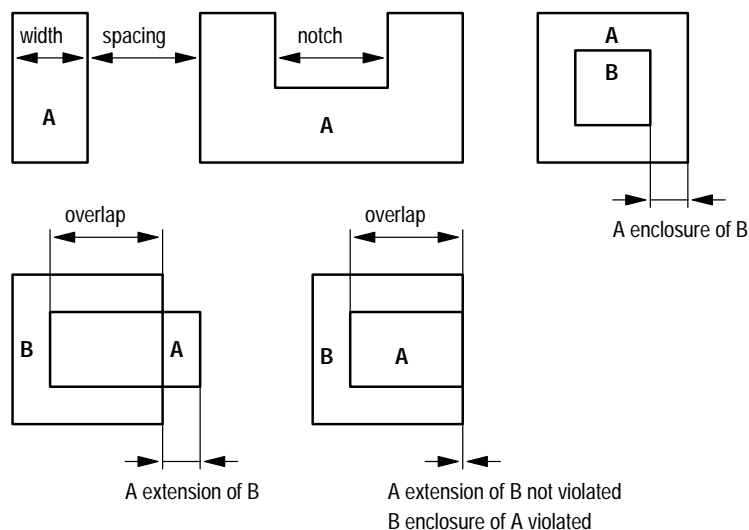 width
spacing
notch
A
A
A
B
A enclosure of B
overlap
overlap
B
A
B
A
A extension of B
A extension of B not violated
B enclosure of A violated